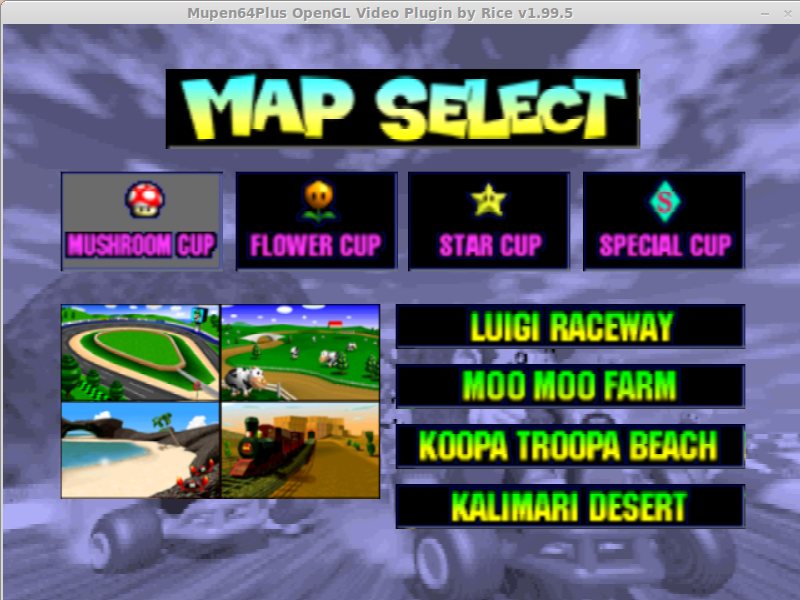 Mupen64Plus OpenGL Video Plugin by Rice v1.99.5
MAP SELECT
S
MUSHROOM CUP FLOWER CUP STAR CUP SPECIAL CUP
LUIGI RACEWAY
MOO MOO FARM
KOOPA TROOPA BEACH
KALIMARI DESERT